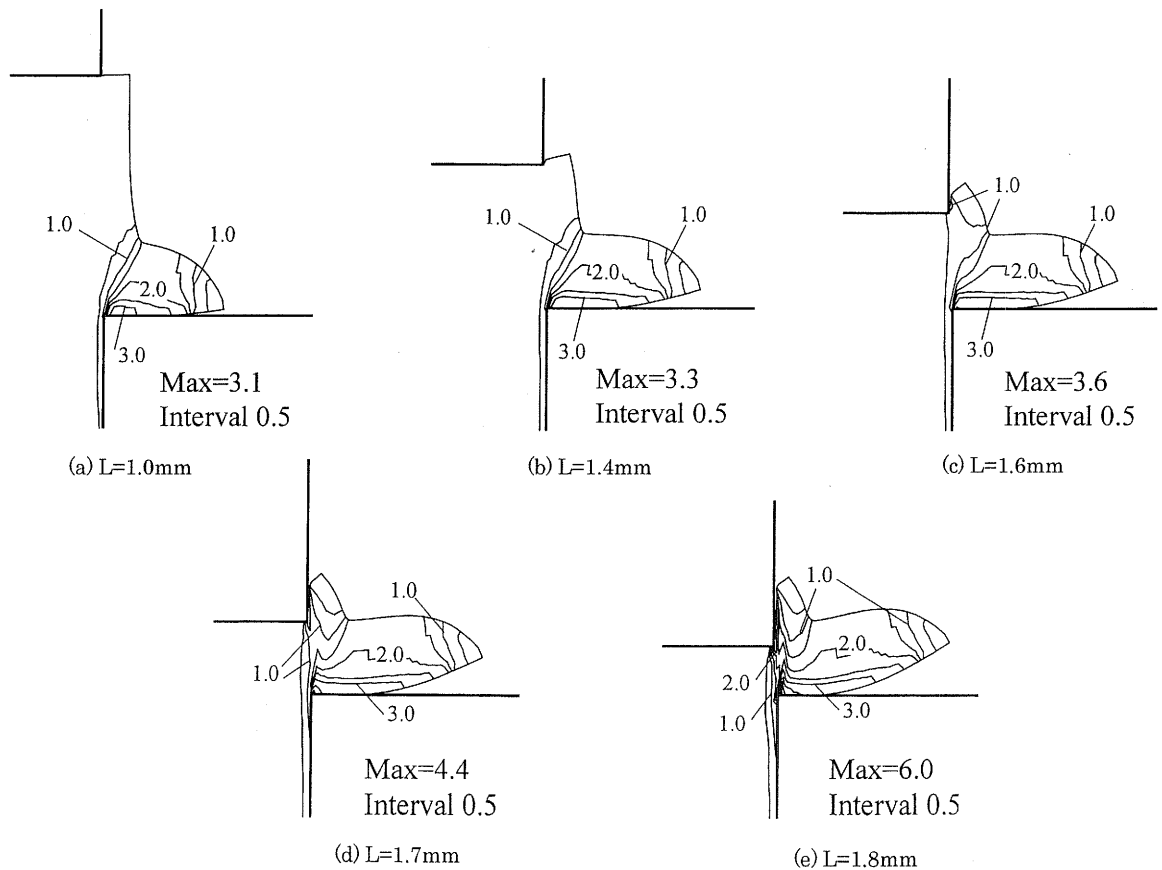 1.0
1.0
2.0
3.0
Max=3.1
Interval 0.5
(a) L=1.0mm
1.0
1.0
2.0
3.0
Max=3.3
Interval 0.5
(b) L=1.4mm
1.0
1.0
2.0
3.0
Max=3.6
Interval 0.5
(c) L=1.6mm
1.0
2.0
1.0
3.0
Max=4.4
Interval 0.5
(d) L=1.7mm
1.0
2.0
2.0
1.0
3.0
Max=6.0
Interval 0.5
(e) L=1.8mm